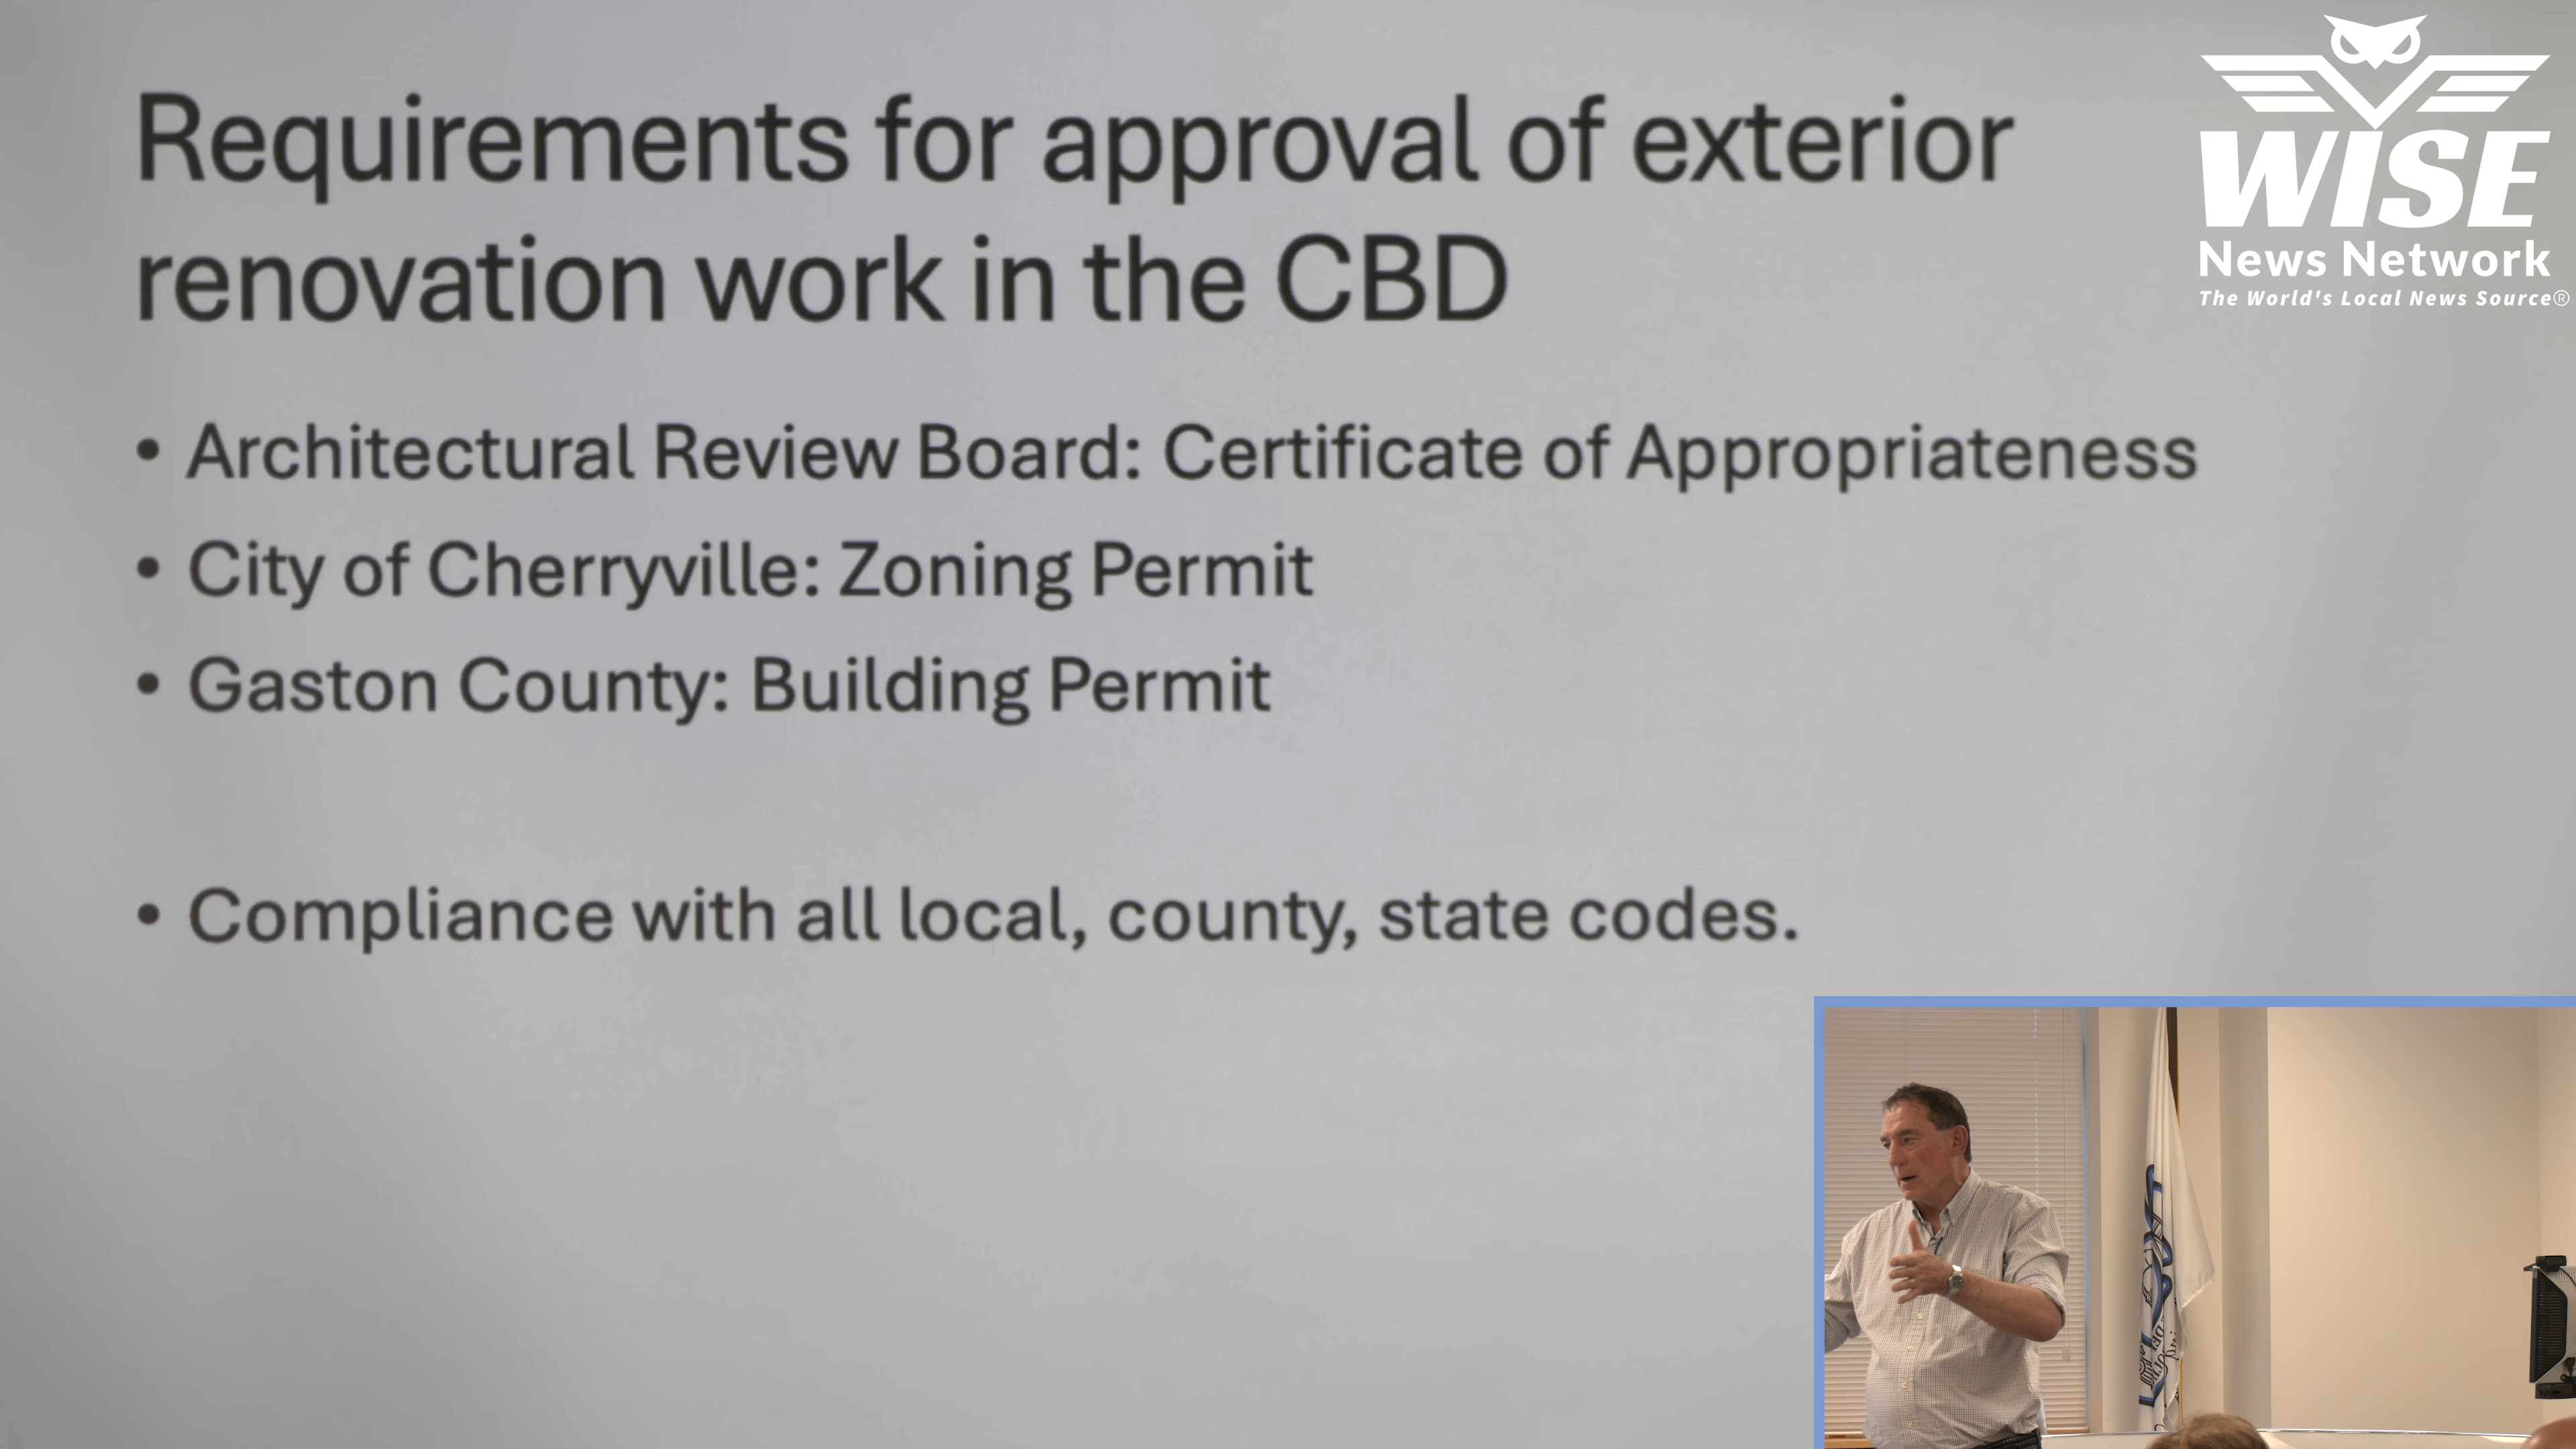 Requirements for approval of exterior
renovation work in the CBD
• Architectural Review Board: Certificate of Appropriateness
• City of Cherryville: Zoning Permit
• Gaston County: Building Permit
• Compliance with all local, county, state codes.
WISE
News Network
The World's Local News Source®